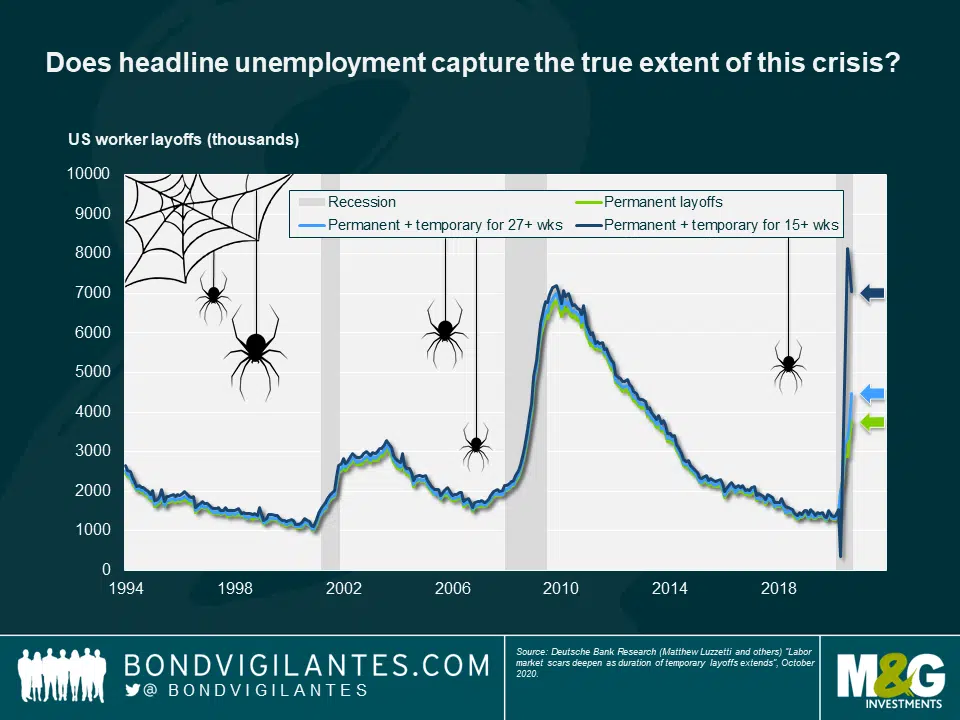 Does headline unemployment capture the true extent of this crisis?
US worker layoffs (thousands)
10000
9000
8000
7000
6000
5000
4000
3000
2000
1000
0
Recession
Permanent layoffs
Permanent + temporary for 27+ wks
Permanent + temporary for 15+ wks
1994
1998
2002
2006
2010
2014
2018
BONDVIGILANTES.COM
@ BONDVIGILANTES
Source: Deutsche Bank Research (Matthew Luzzetti and others) "Labor
market scars deepen as duration of temporary layoffs extends", October
2020.
M&G
INVESTMENTS